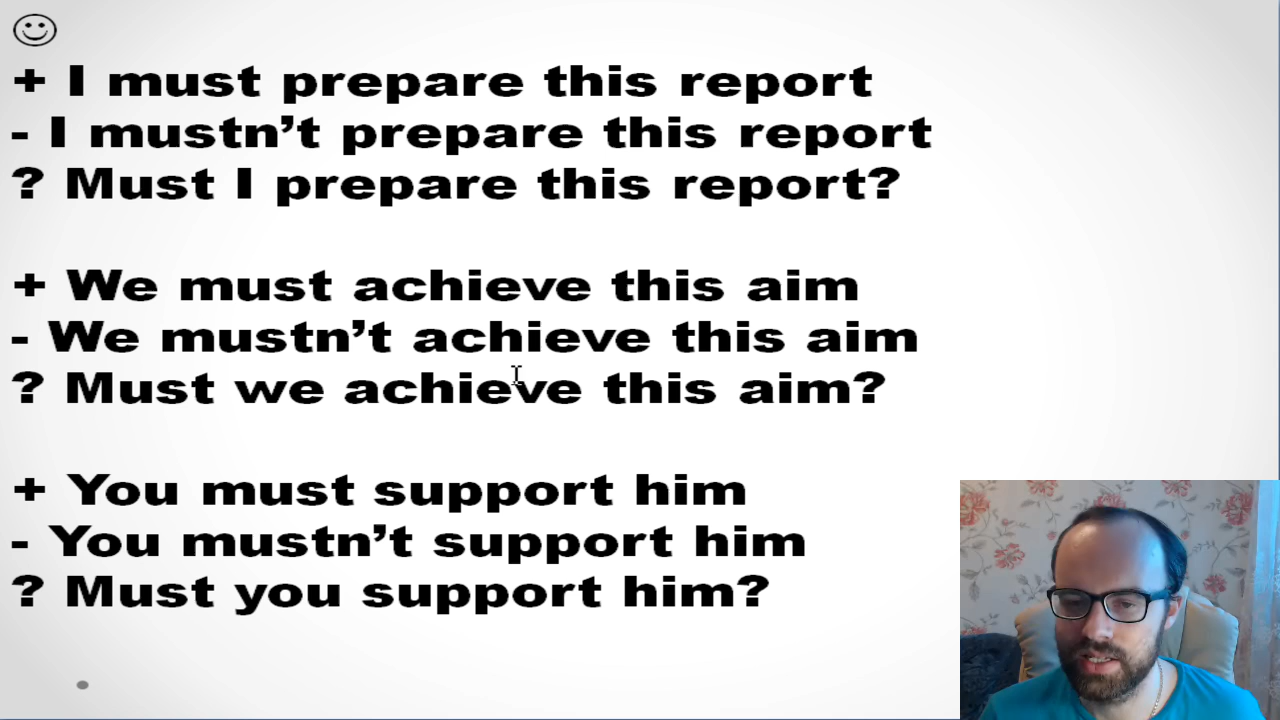 + I must prepare this report
- I mustn’t prepare this report
? Must I prepare this report?
+ We must achieve this aim
- We mustn’t achieve this aim
? Must we achieve this aim?
+ You must support him
- You mustn’t support him
? Must you support him?